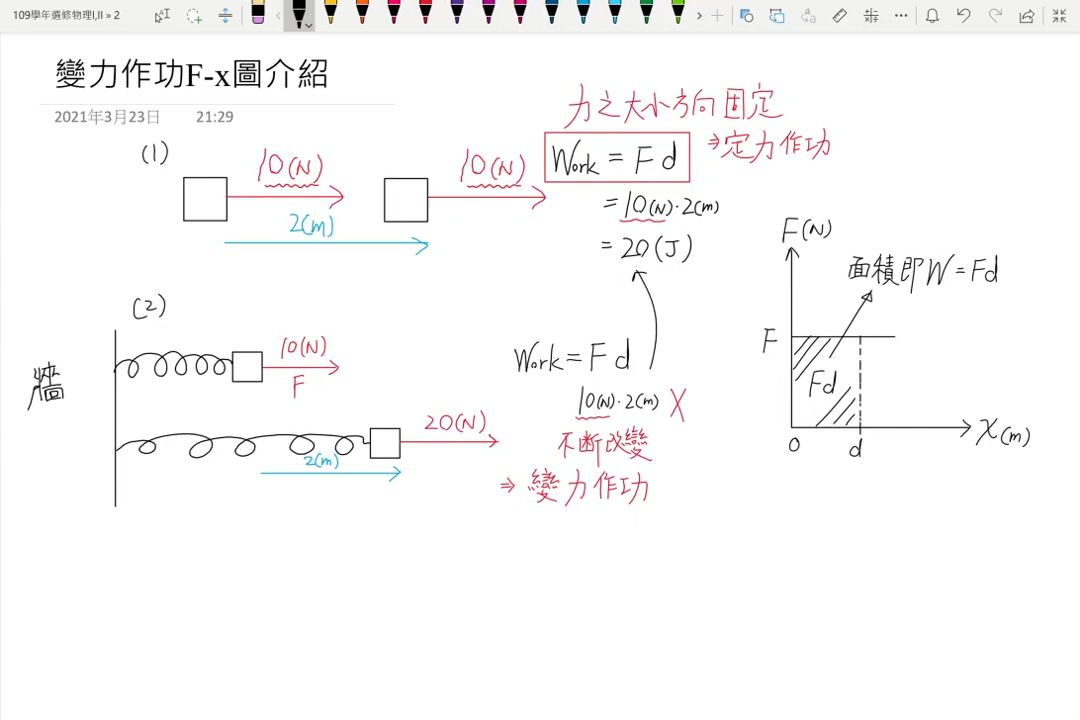 109學年選修物理I,II » 2
變力作功F-x圖介紹
2021年3月23日 21:29
力之大小方向固定
⇒定力作功
(1)
10(N)
10(N)
Work = Fd
2(m)
= 10(N)·2(m)
= 20(J)
F(N)
面積即W=Fd
F
Fd
0
d
x(m)
(2)
牆
10(N)
F
Work = Fd
10(N)·2(m) X
20(N)
不斷改變
2(m)
⇒ 變力作功